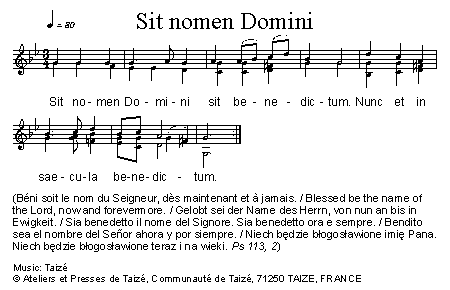 Sit nomen Domini
♩ = 80
Sit no- men Do - mi - ni sit be - ne - dic - tum. Nunc et in
sae - cu-la be-ne-dic - tum.
(Béni soit le nom du Seigneur, dès maintenant et à jamais. / Blessed be the name of
the Lord, now and forevermore. / Gelobt sei der Name des Herrn, von nun an bis in
Ewigkeit. / Sia benedetto il nome del Signore. Sia benedetto ora e sempre. / Bendito
sea el nombre del Señor ahora y por siempre. / Niech będzie błogosławione imię Pana.
Niech będzie błogosławione teraz i na wieki. Ps 113, 2)
Music: Taizé
© Ateliers et Presses de Taizé, Communauté de Taizé, 71250 TAIZE, FRANCE